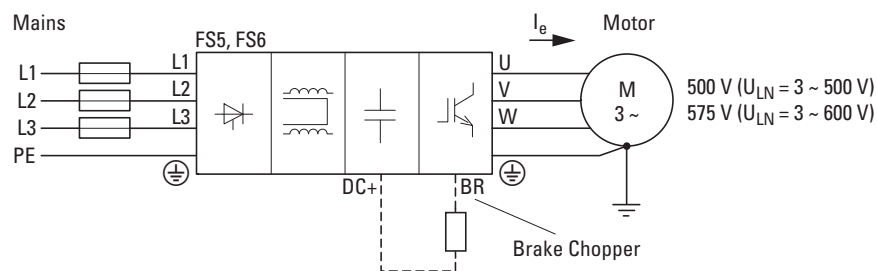 Mains
I_e
Motor
FS5, FS6
L1
L1
U
L2
L2
V
L3
L3
W
PE
M
3 ~
500 V (U_LN = 3 ~ 500 V)
575 V (U_LN = 3 ~ 600 V)
DC+
BR
Brake Chopper